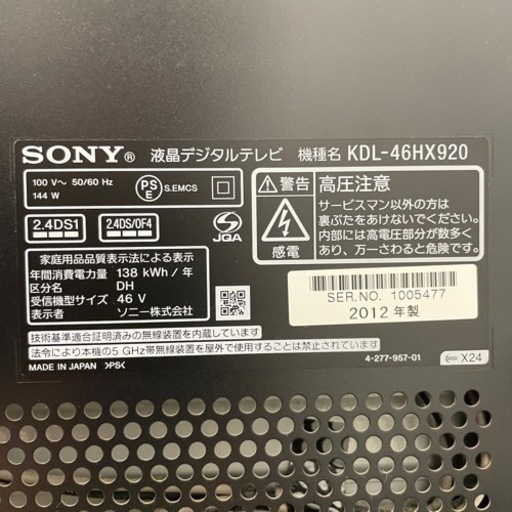 SONY® 液晶デジタルテレビ 機種名 KDL-46HX920
100 V～ 50/60 Hz
144 W
PS
E
S.EMCS
2.4DS1
2.4DS/OF4
JQA
警告 高圧注意
感電
サービスマン以外の方は
裏ぶたをあけないでください。
内部には高電圧部分が数多く
あり、万一さわると危険です。
家庭用品品質表示法による表示
年間消費電力量 138 kWh / 年
区分名 DH
受信機型サイズ 46 V
表示者 ソニー株式会社
SER.NO. 1005477
2012 年製
技術基準適合証明済みの無線装置を内蔵しています
法令により本機の5 GHz帯無線装置を屋外で使用することはできません
4-277-957-01
X24
MADE IN JAPAN >PS<